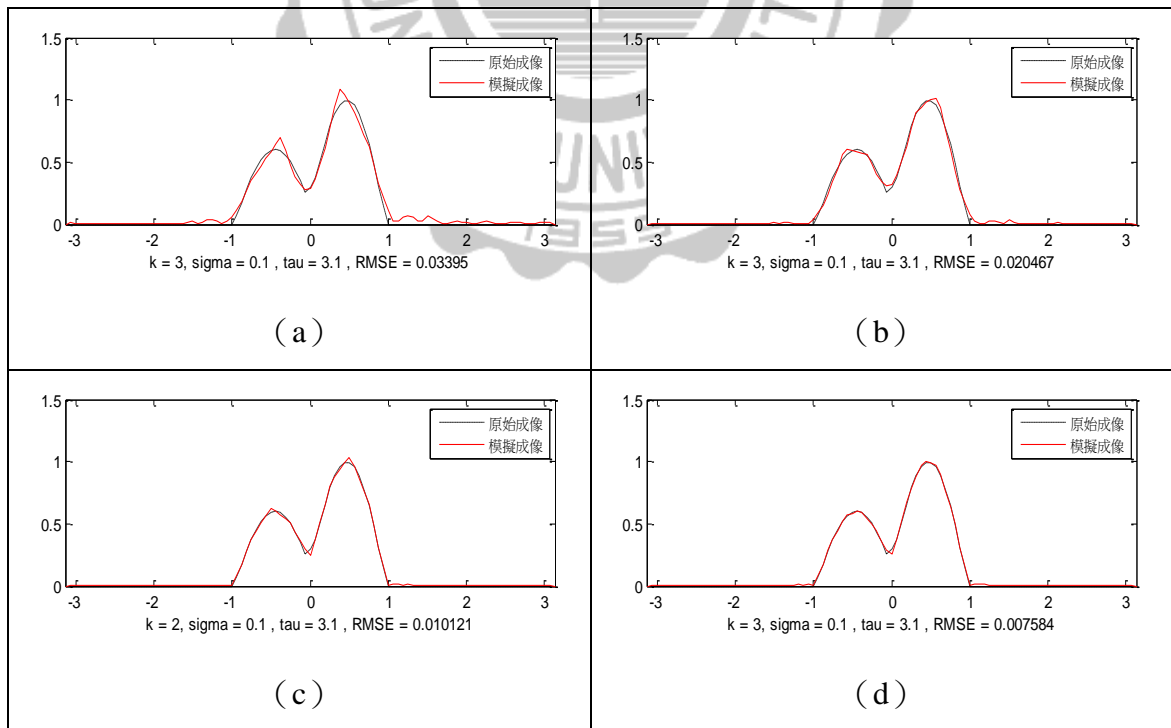 1.5
1
0.5
0
-3 -2 -1 0 1 2 3
原始成像
模擬成像
k = 3, sigma = 0.1 , tau = 3.1 , RMSE = 0.03395
（a）
1.5
1
0.5
0
-3 -2 -1 0 1 2 3
原始成像
模擬成像
k = 3, sigma = 0.1 , tau = 3.1 , RMSE = 0.020467
（b）
1.5
1
0.5
0
-3 -2 -1 0 1 2 3
原始成像
模擬成像
k = 2, sigma = 0.1 , tau = 3.1 , RMSE = 0.010121
（c）
1.5
1
0.5
0
-3 -2 -1 0 1 2 3
原始成像
模擬成像
k = 3, sigma = 0.1 , tau = 3.1 , RMSE = 0.007584
（d）